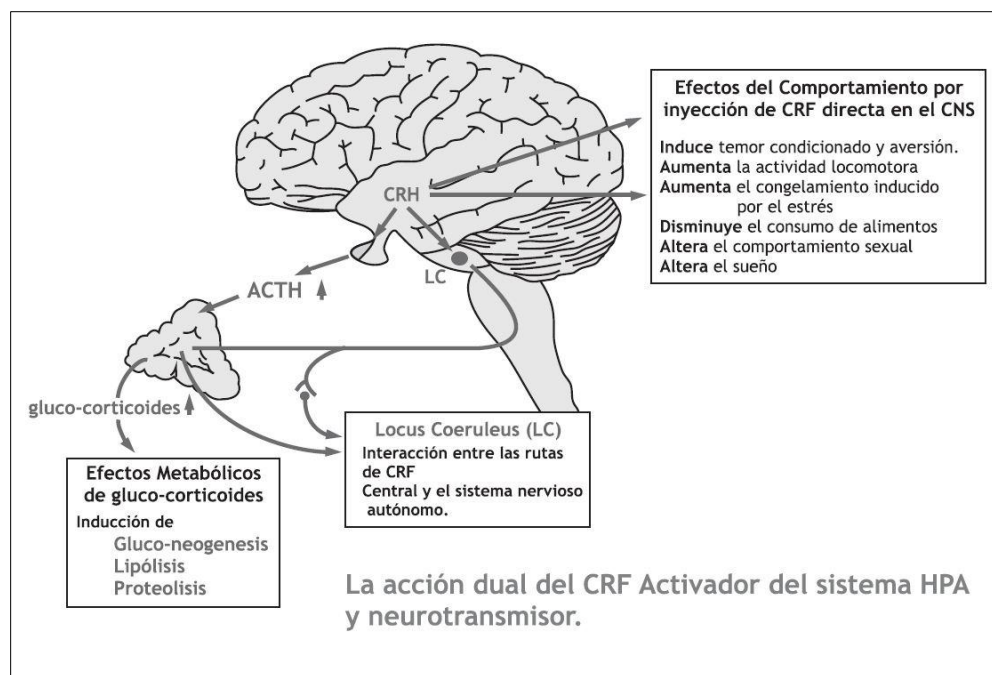 Efectos del Comportamiento por
inyección de CRF directa en el CNS
Induce temor condicionado y aversión.
Aumenta la actividad locomotora
Aumenta el congelamiento inducido
por el estrés
Disminuye el consumo de alimentos
Altera el comportamiento sexual
Altera el sueño
CRH
LC
ACTH
gluco-corticoides
Locus Coeruleus (LC)
Interacción entre las rutas
de CRF
Central y el sistema nervioso
autónomo.
Efectos Metabólicos
de gluco-corticoides
Inducción de
Gluco-neogenesis
Lipólisis
Proteolisis
La acción dual del CRF Activador del sistema HPA
y neurotransmisor.